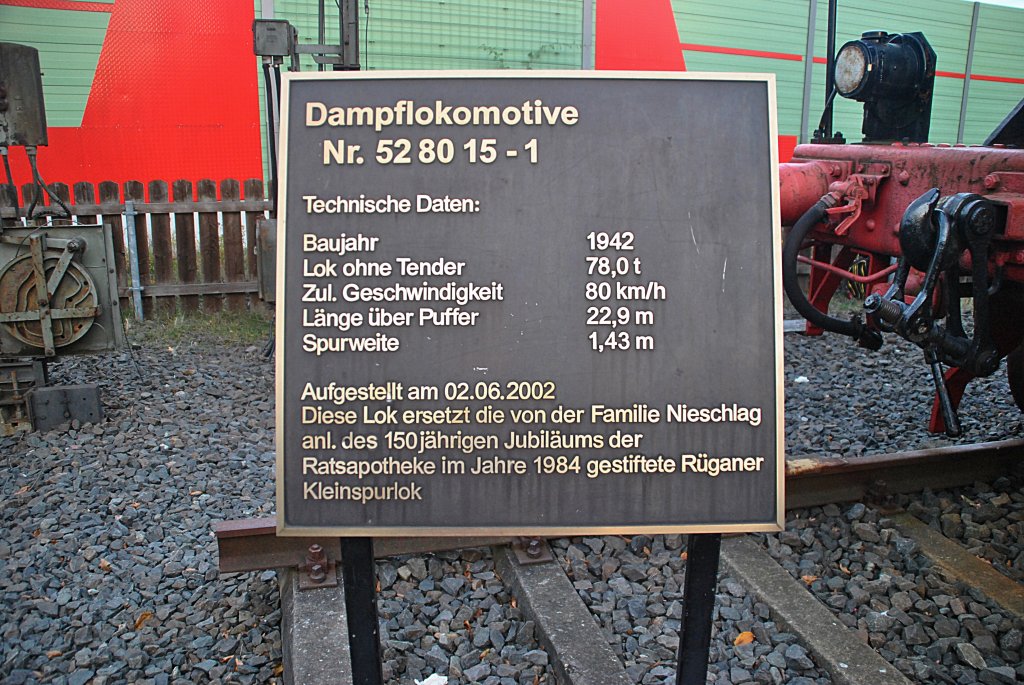 Dampflokomotive
Nr. 52 80 15 - 1
Technische Daten:
Baujahr 1942
Lok ohne Tender 78,0 t
Zul. Geschwindigkeit 80 km/h
Länge über Puffer 22,9 m
Spurweite 1,43 m
Aufgestellt am 02.06.2002
Diese Lok ersetzt die von der Familie Nieschlag
anl. des 150jährigen Jubiläums der
Ratsapotheke im Jahre 1984 gestiftete Rüganer
Kleinspurlok